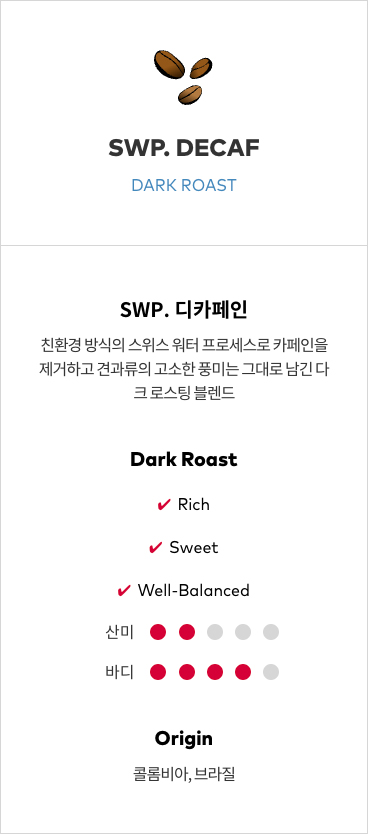 SWP. DECAF
DARK ROAST
SWP. 디카페인
친환경 방식의 스위스 워터 프로세스로 카페인을
제거하고 견과류의 고소한 풍미는 그대로 남긴 다
크 로스팅 블렌드
Dark Roast
✔ Rich
✔ Sweet
✔ Well-Balanced
산미
바디
Origin
콜롬비아, 브라질